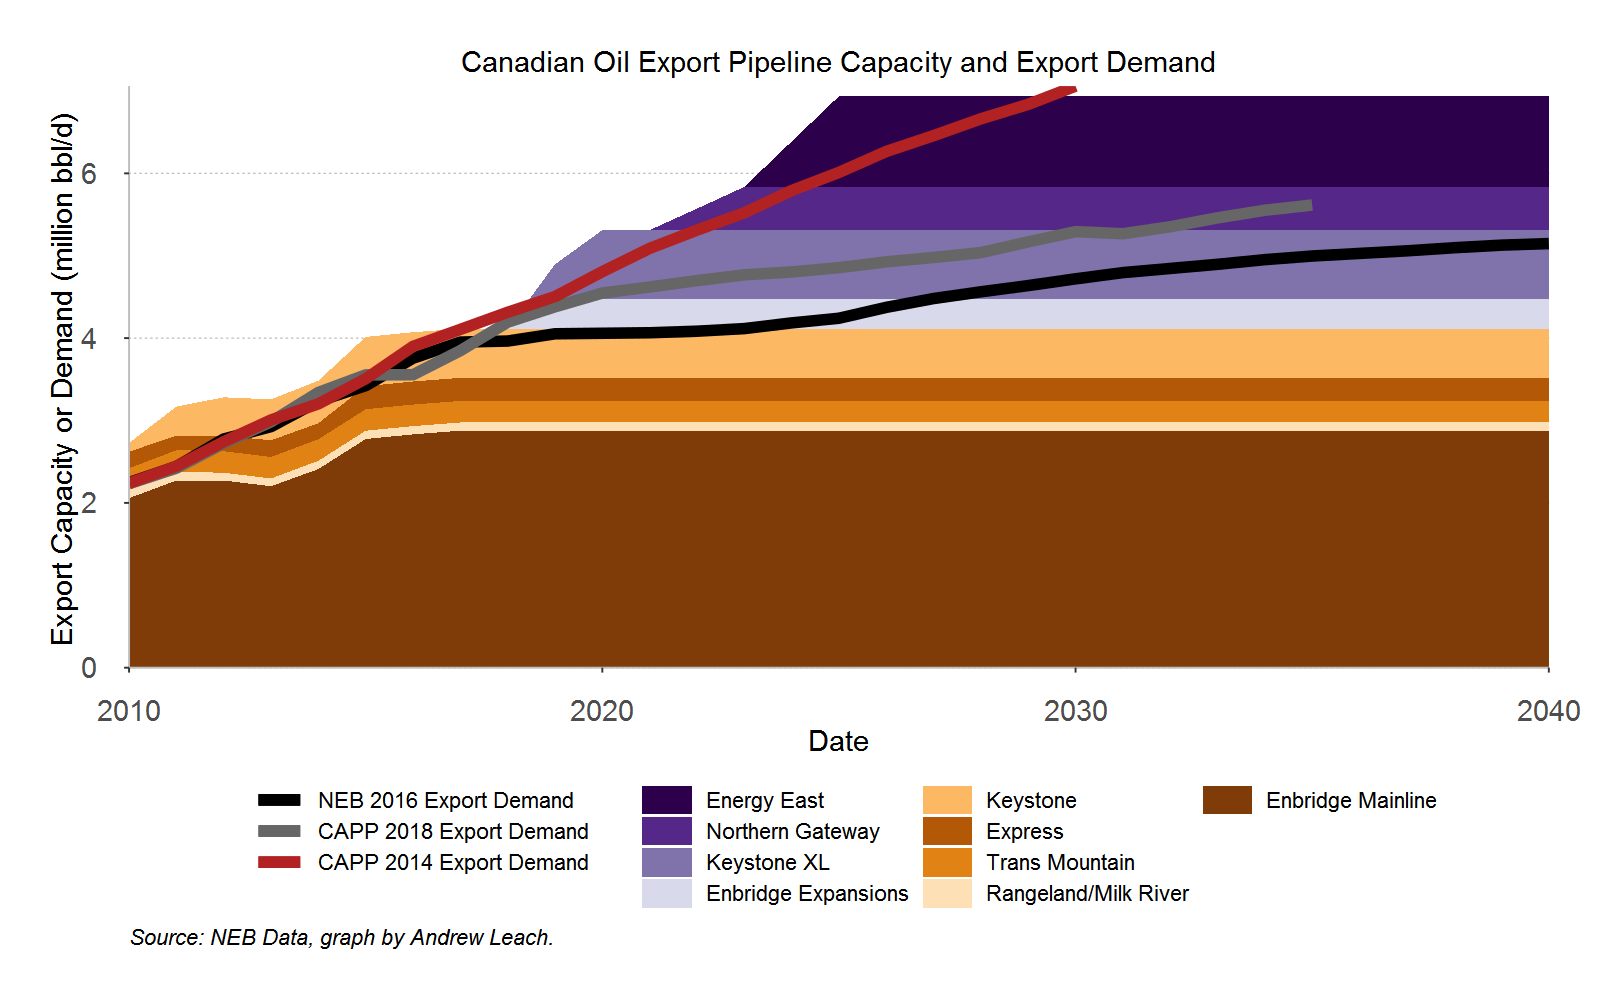 Canadian Oil Export Pipeline Capacity and Export Demand
Export Capacity or Demand (million bbl/d)
6
4
2
0
2010 2020 2030 2040
Date
NEB 2016 Export Demand
CAPP 2018 Export Demand
CAPP 2014 Export Demand
Energy East
Northern Gateway
Keystone XL
Enbridge Expansions
Keystone
Express
Trans Mountain
Rangeland/Milk River
Enbridge Mainline
Source: NEB Data, graph by Andrew Leach.